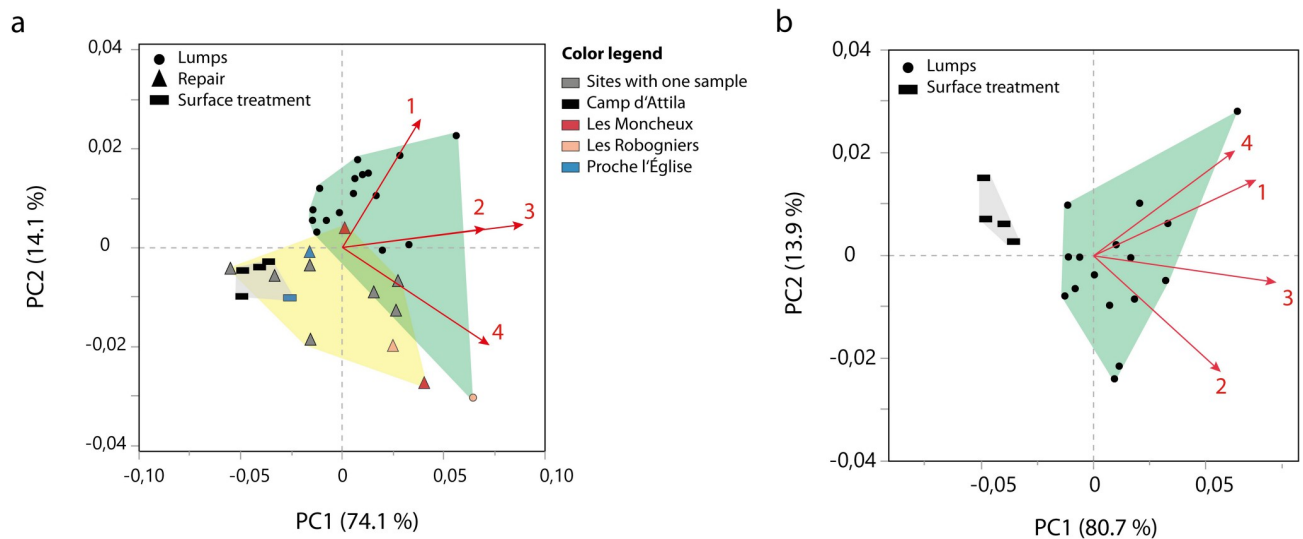 a
0,04
0,02
0
-0,02
-0,04
PC2 (14.1 %)
-0,10
-0,05
0
0,05
0,10
PC1 (74.1 %)
Lumps
Repair
Surface treatment
1
2
3
4
Color legend
Sites with one sample
Camp d‘Attila
Les Moncheux
Les Robogniers
Proche l‘Église
b
0,04
0,02
0
-0,02
-0,04
PC2 (13.9 %)
-0,05
0
0,05
PC1 (80.7 %)
Lumps
Surface treatment
4
1
3
2